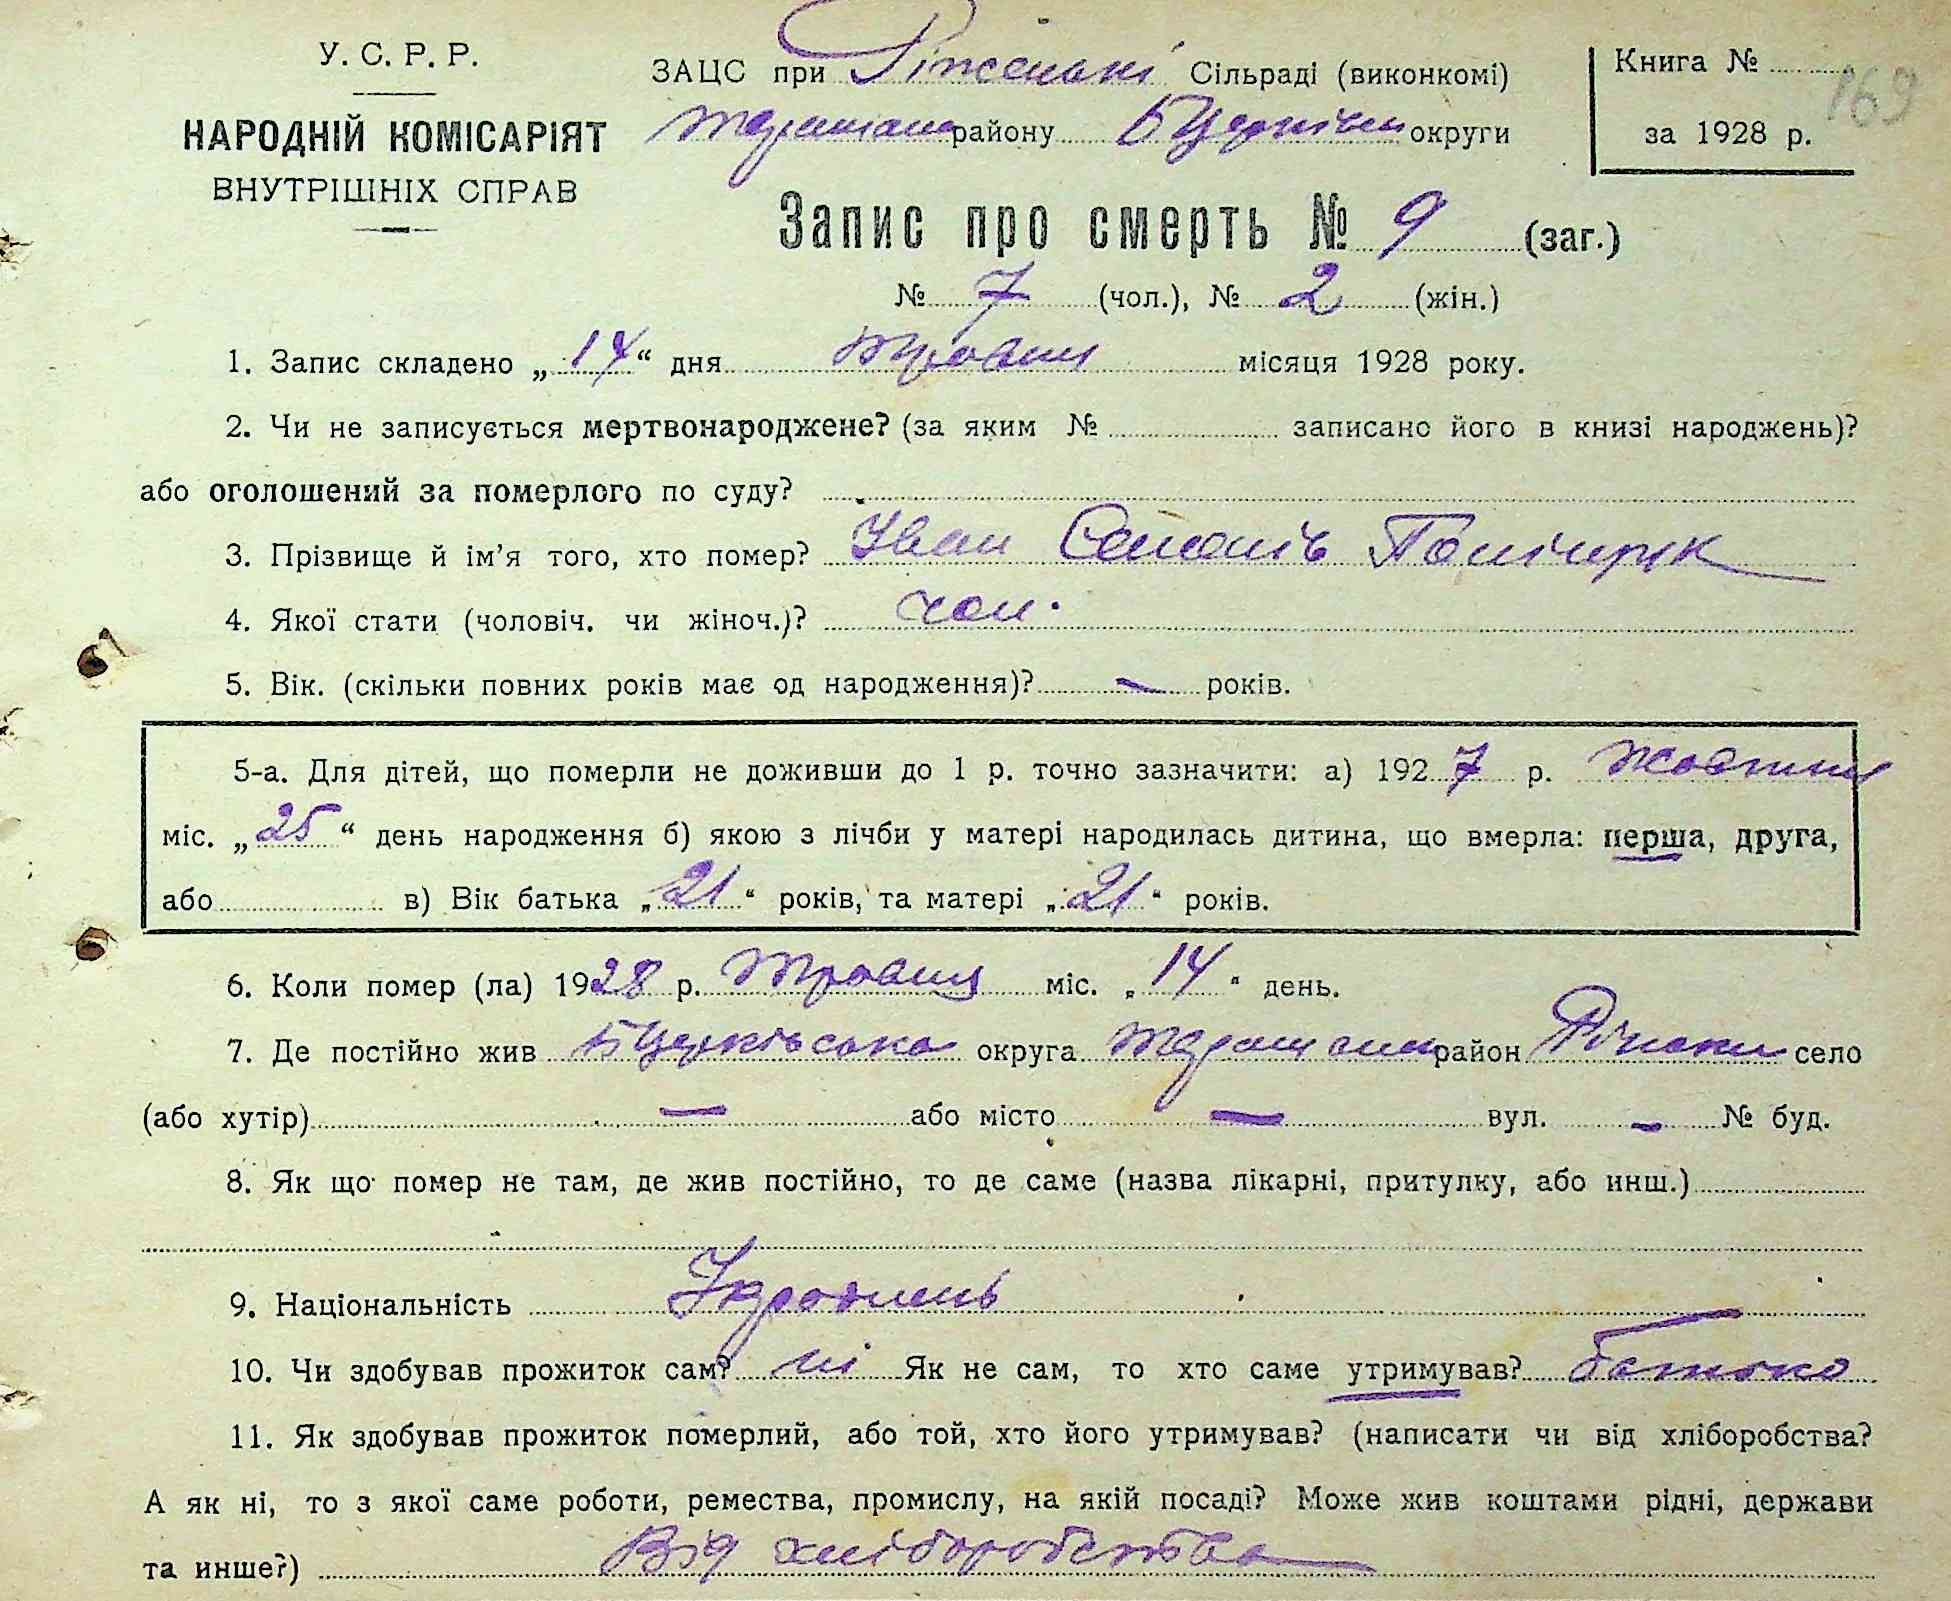 У. С. Р. Р.
НАРОДНІЙ КОМІСАРІЯТ
ВНУТРІШНІХ СПРАВ
ЗАЦС при Сільраді (виконкомі)
району Б Церківськ округи
Книга № 169
за 1928 р.
Запис про смерть № 9 (заг.)
№ 7 (чол.), № 2 (жін.)
1. Запис складено „ 14 “ дня травня місяця 1928 року.
2. Чи не записується мертвонароджене? (за яким № записано його в книзі народжень)?
або оголошений за померлого по суду?
3. Прізвище й ім’я того, хто помер? Іван Семенів
4. Якої стати (чоловіч. чи жіноч.)? чол.
5. Вік. (скільки повних років має од народження)? — років.
5-а. Для дітей, що померли не доживши до 1 р. точно зазначити: а) 1927 р. жовтня
міс. „ 25 “ день народження б) якою з лічби у матері народилась дитина, що вмерла: перша, друга,
або в) Вік батька „ 21 “ років, та матері „ 21 “ років.
6. Коли помер (ла) 1928 р. травня міс. „ 14 “ день.
7. Де постійно жив Б Церківська округа район село
(або хутір) — або місто — вул. — № буд.
8. Як що помер не там, де жив постійно, то де саме (назва лікарні, притулку, або инш.)
9. Національність Українець
10. Чи здобував прожиток сам? ні Як не сам, то хто саме утримував? батько
11. Як здобував прожиток померлий, або той, хто його утримував? (написати чи від хліборобства?
А як ні, то з якої саме роботи, ремества, промислу, на якій посаді? Може жив коштами рідні, держави
та инше?) Від хліборобства